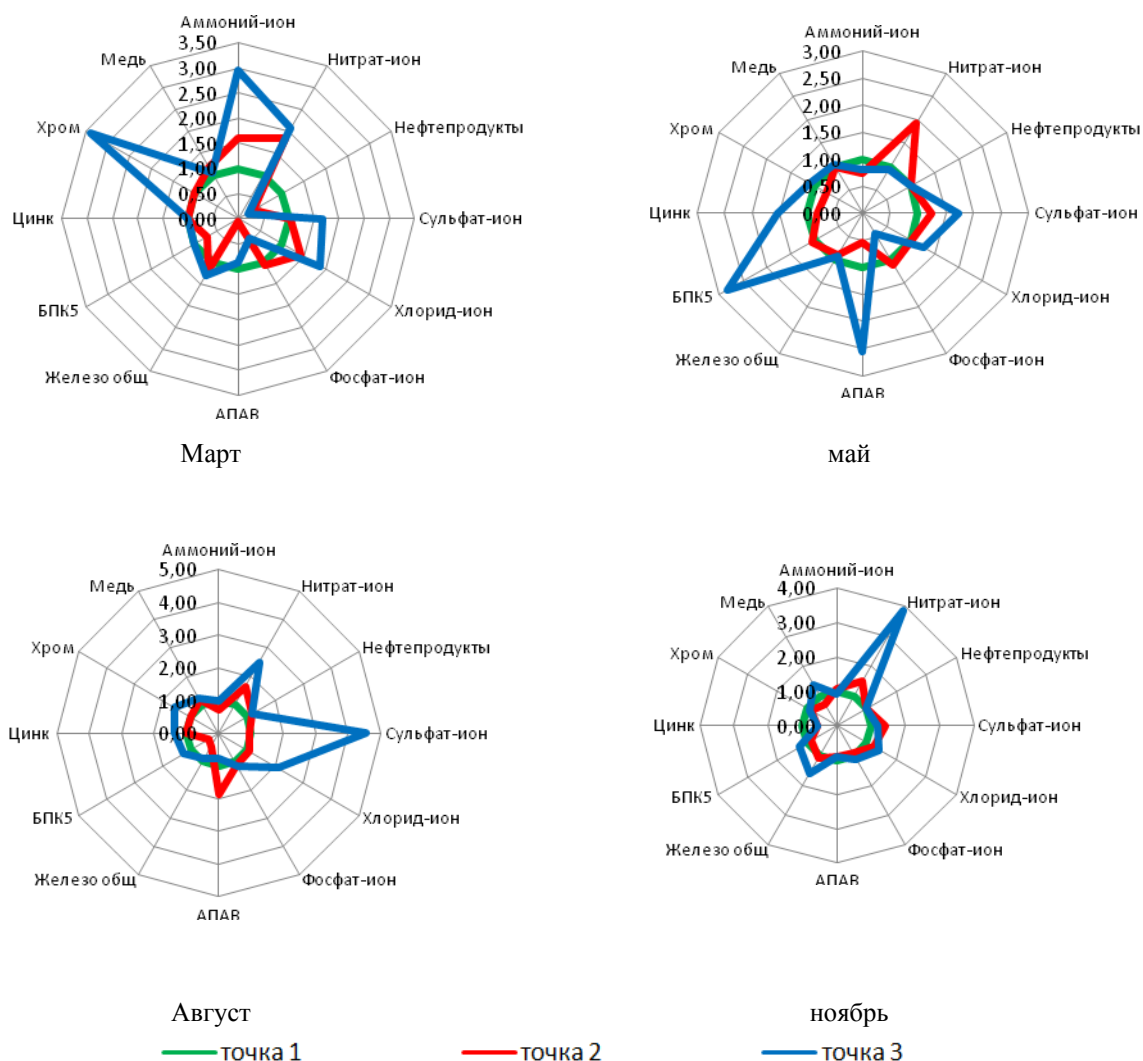 Аммоний-ион
3,50
3,00
2,50
2,00
1,50
1,00
0,50
0,00
Нитрат-ион
Нефтепродукты
Сульфат-ион
Хлорид-ион
Фосфат-ион
АПАВ
Железо общ
БПК5
Цинк
Хром
Медь
Март
Аммоний-ион
3,00
2,50
2,00
1,50
1,00
0,50
0,00
Нитрат-ион
Нефтепродукты
Сульфат-ион
Хлорид-ион
Фосфат-ион
АПАВ
Железо общ
БПК5
Цинк
Хром
Медь
май
Аммоний-ион
5,00
4,00
3,00
2,00
1,00
0,00
Нитрат-ион
Нефтепродукты
Сульфат-ион
Хлорид-ион
Фосфат-ион
АПАВ
Железо общ
БПК5
Цинк
Хром
Медь
Август
Аммоний-ион
4,00
3,00
2,00
1,00
0,00
Нитрат-ион
Нефтепродукты
Сульфат-ион
Хлорид-ион
Фосфат-ион
АПАВ
Железо общ
БПК5
Цинк
Хром
Медь
ноябрь
точка 1
точка 2
точка 3